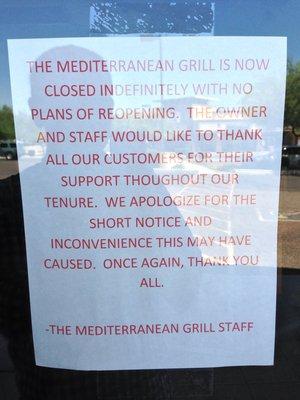 THE MEDITERRANEAN GRILL IS NOW
CLOSED INDEFINITELY WITH NO
PLANS OF REOPENING.  THE OWNER
AND STAFF WOULD LIKE TO THANK
ALL OUR CUSTOMERS FOR THEIR
SUPPORT THOUGHOUT OUR
TENURE.  WE APOLOGIZE FOR THE
SHORT NOTICE AND
INCONVENIENCE THIS MAY HAVE
CAUSED.  ONCE AGAIN, THANK YOU
ALL.
-THE MEDITERRANEAN GRILL STAFF